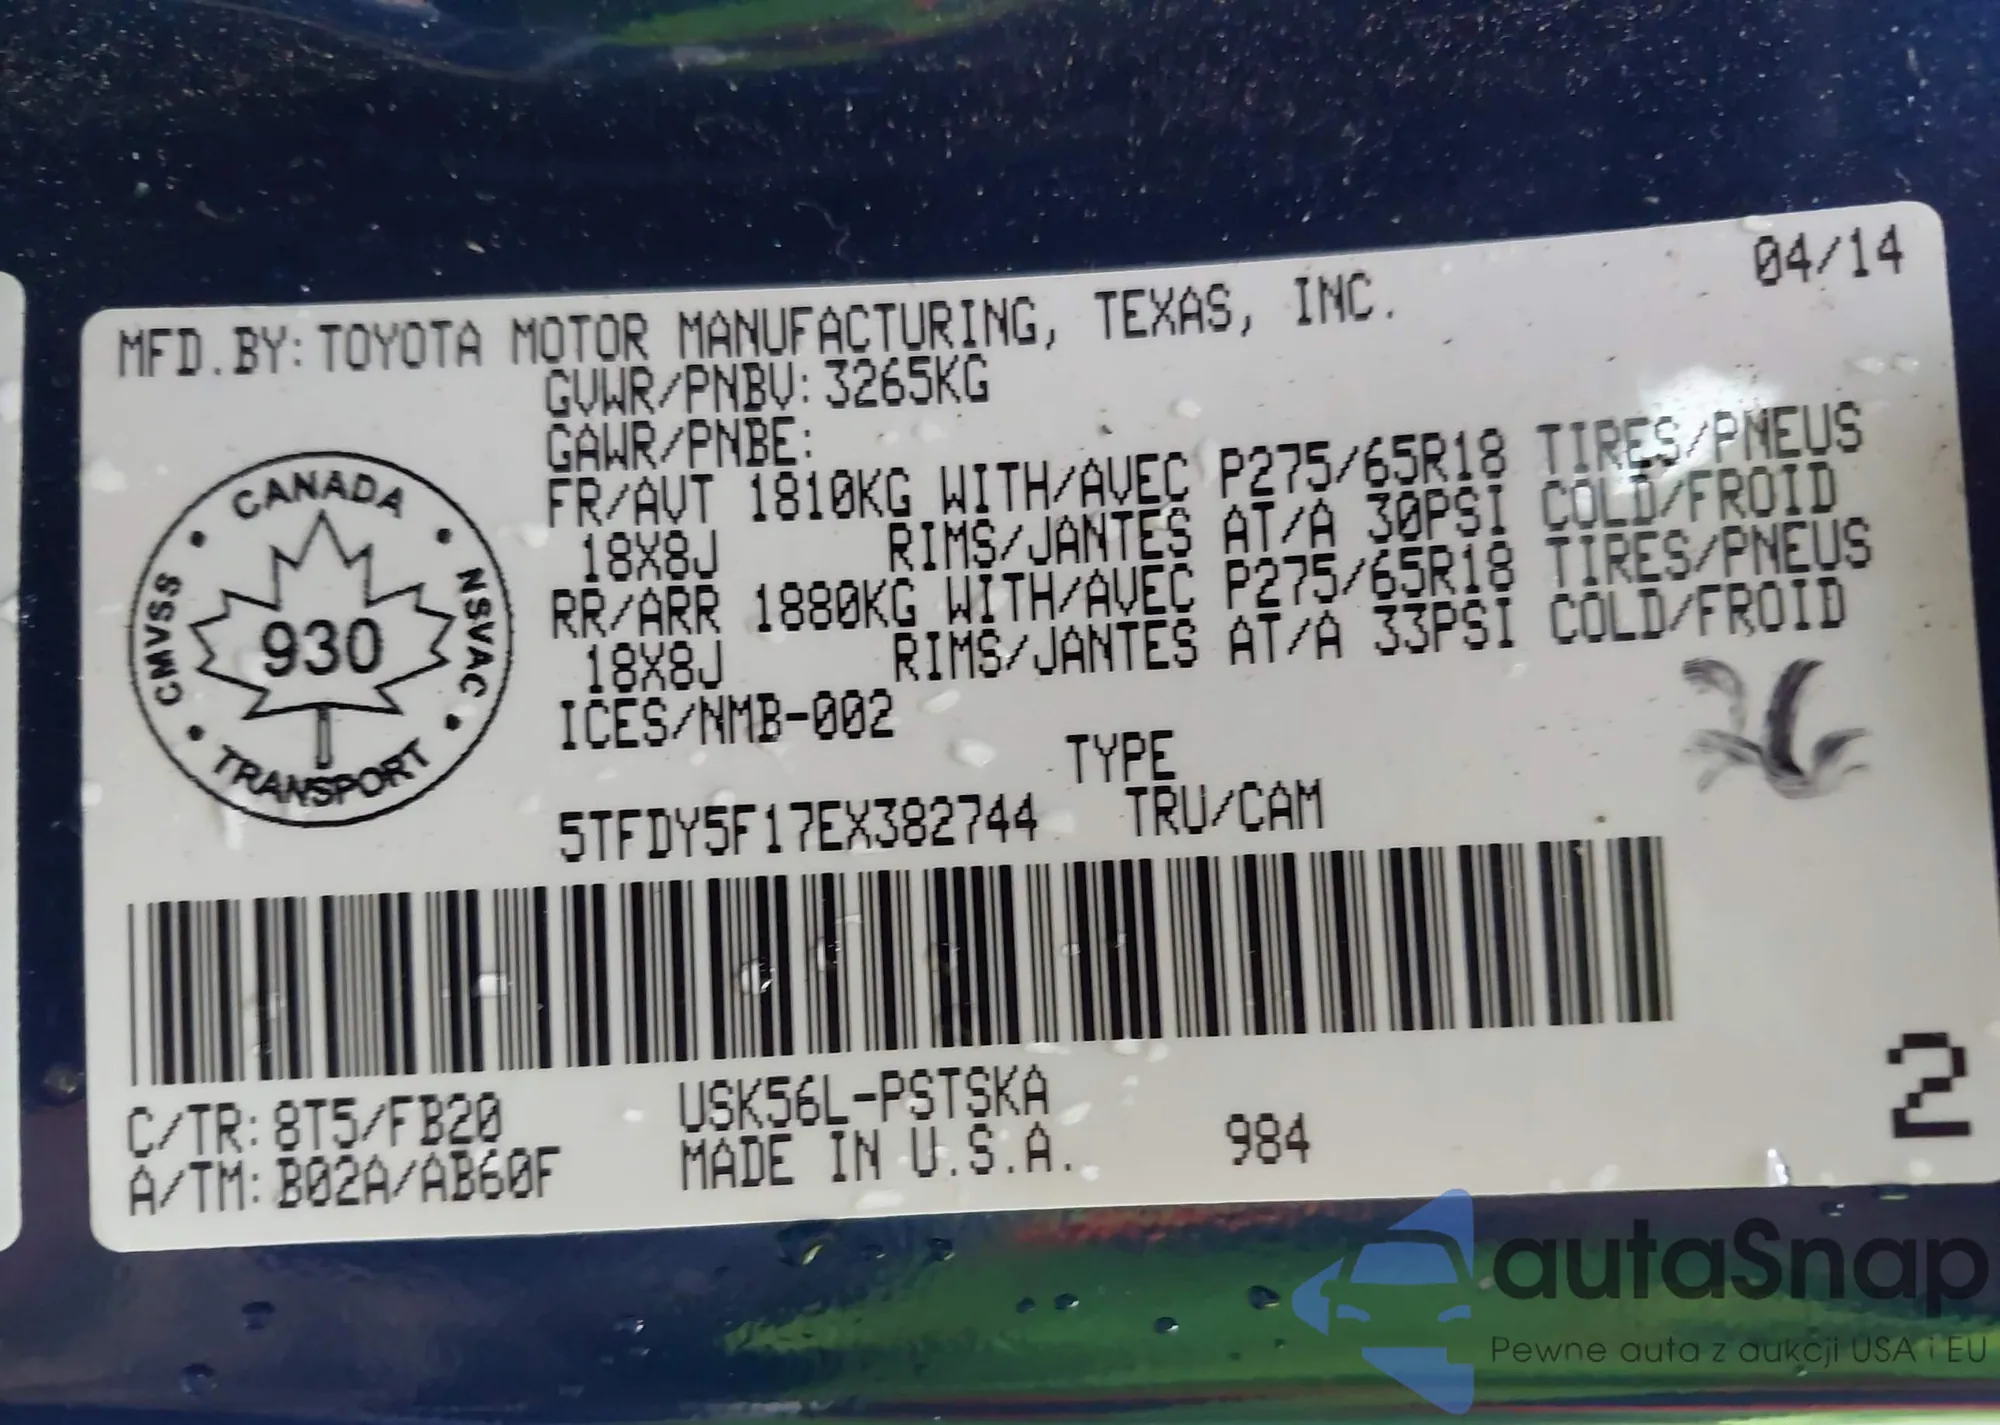 04/14
MFD.BY: TOYOTA MOTOR MANUFACTURING, TEXAS, INC.
GVWR/PNBV: 3265KG
GAWR/PNBE:
FR/AVT 1810KG WITH/AVEC P275/65R18 TIRES/PNEUS
18X8J RIMS/JANTES AT/A 30PSI COLD/FROID
RR/ARR 1880KG WITH/AVEC P275/65R18 TIRES/PNEUS
18X8J RIMS/JANTES AT/A 33PSI COLD/FROID
ICES/NMB-002
CANADA
CMVSS
930
NSVAC
TRANSPORT
26
TYPE
5TFDY5F17EX382744 TRU/CAM
C/TR: 8T5/FB20 USK56L-PSTSKA
A/TM: B02A/AB60F MADE IN U.S.A. 984
2
autaSnap
Pewne auta z aukcji USA i EU